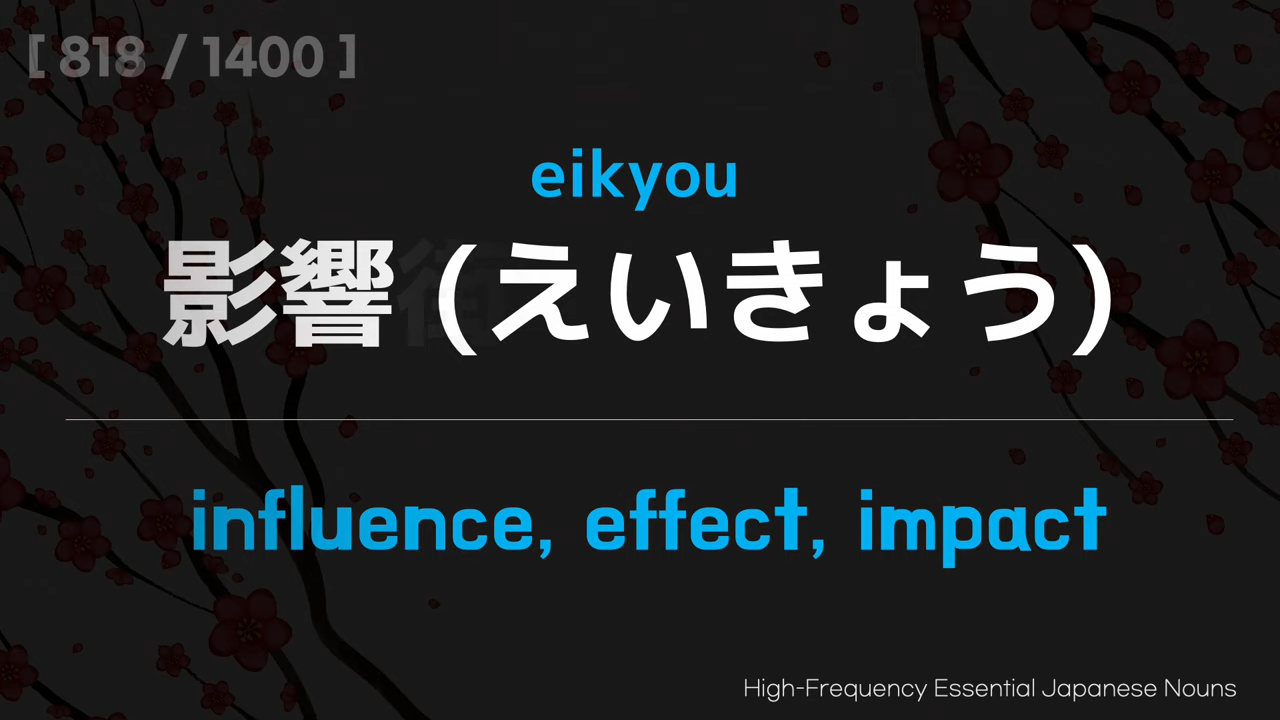 [ 818 / 1400 ]
eikyou
影響 (えいきょう)
influence, effect, impact
High-Frequency Essential Japanese Nouns